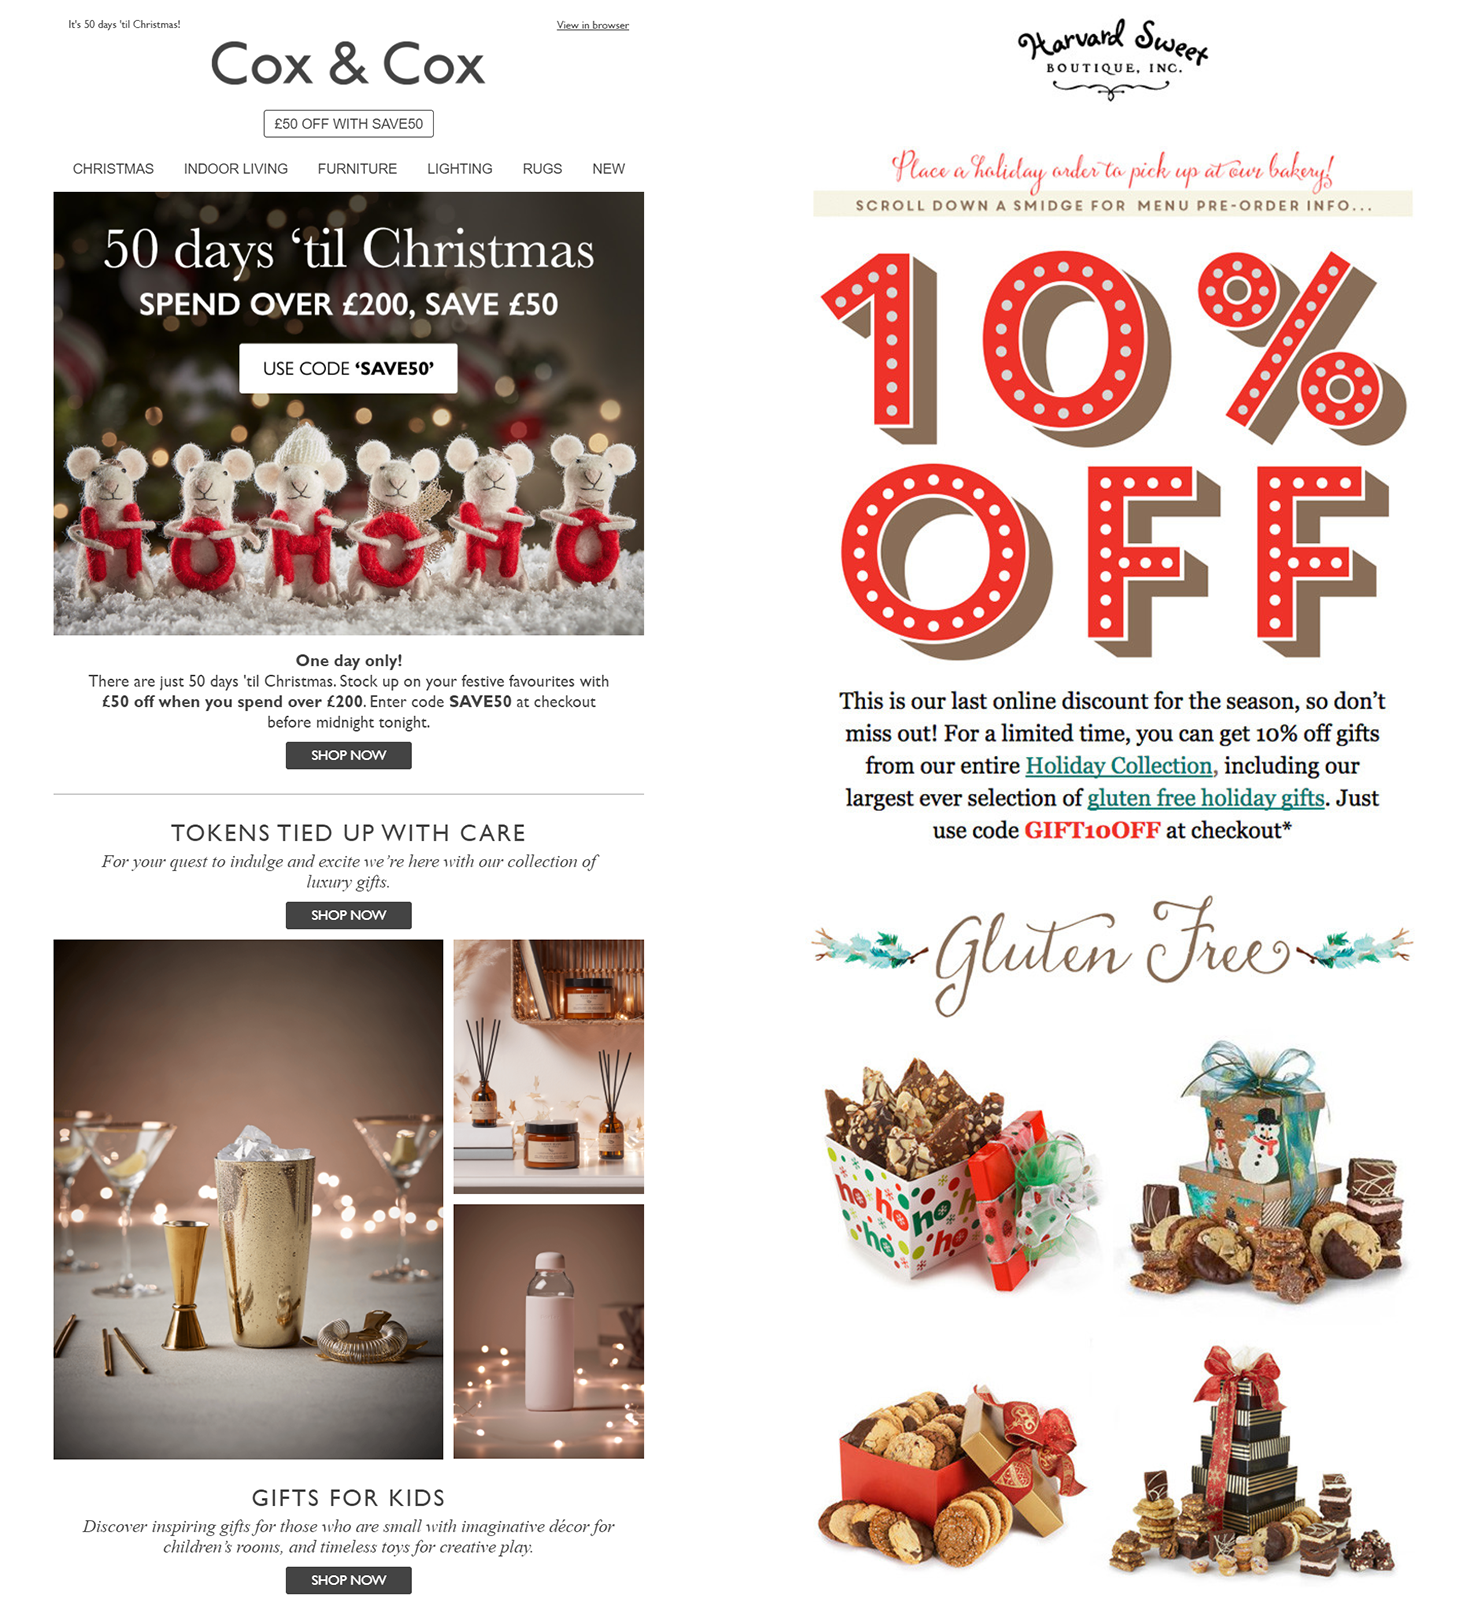 It's 50 days 'til Christmas!
View in browser
Cox & Cox
£50 OFF WITH SAVE50
CHRISTMAS INDOOR LIVING FURNITURE LIGHTING RUGS NEW
50 days ‘til Christmas
SPEND OVER £200, SAVE £50
USE CODE ‘SAVE50’
HOHOHO
One day only!
There are just 50 days 'til Christmas. Stock up on your festive favourites with
£50 off when you spend over £200. Enter code SAVE50 at checkout
before midnight tonight.
SHOP NOW
TOKENS TIED UP WITH CARE
For your quest to indulge and excite we’re here with our collection of
luxury gifts.
SHOP NOW
GIFTS FOR KIDS
Discover inspiring gifts for those who are small with imaginative décor for
children’s rooms, and timeless toys for creative play.
SHOP NOW
Harvard Sweet
BOUTIQUE, INC.
Place a holiday order to pick up at our bakery!
SCROLL DOWN A SMIDGE FOR MENU PRE-ORDER INFO...
10%
OFF
This is our last online discount for the season, so don’t
miss out! For a limited time, you can get 10% off gifts
from our entire Holiday Collection, including our
largest ever selection of gluten free holiday gifts. Just
use code GIFT10OFF at checkout*
Gluten Free
ho ho ho
ho ho